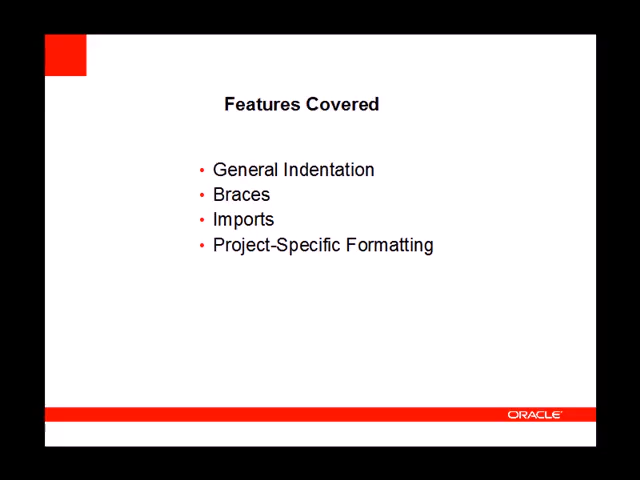 Features Covered
• General Indentation
• Braces
• Imports
• Project-Specific Formatting
ORACLE